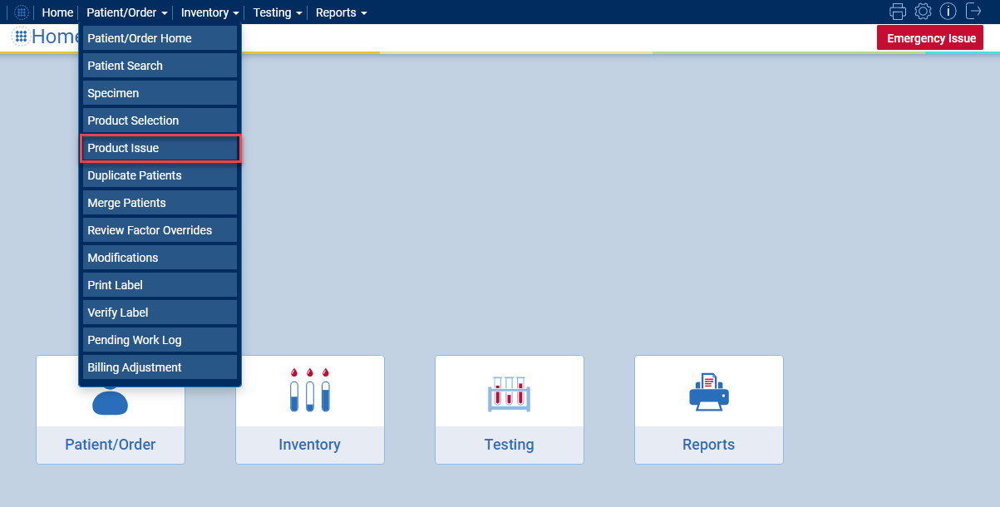 Home Patient/Order Inventory Testing Reports
Home
Emergency Issue
Patient/Order Home
Patient Search
Specimen
Product Selection
Product Issue
Duplicate Patients
Merge Patients
Review Factor Overrides
Modifications
Print Label
Verify Label
Pending Work Log
Billing Adjustment
Patient/Order Inventory Testing Reports